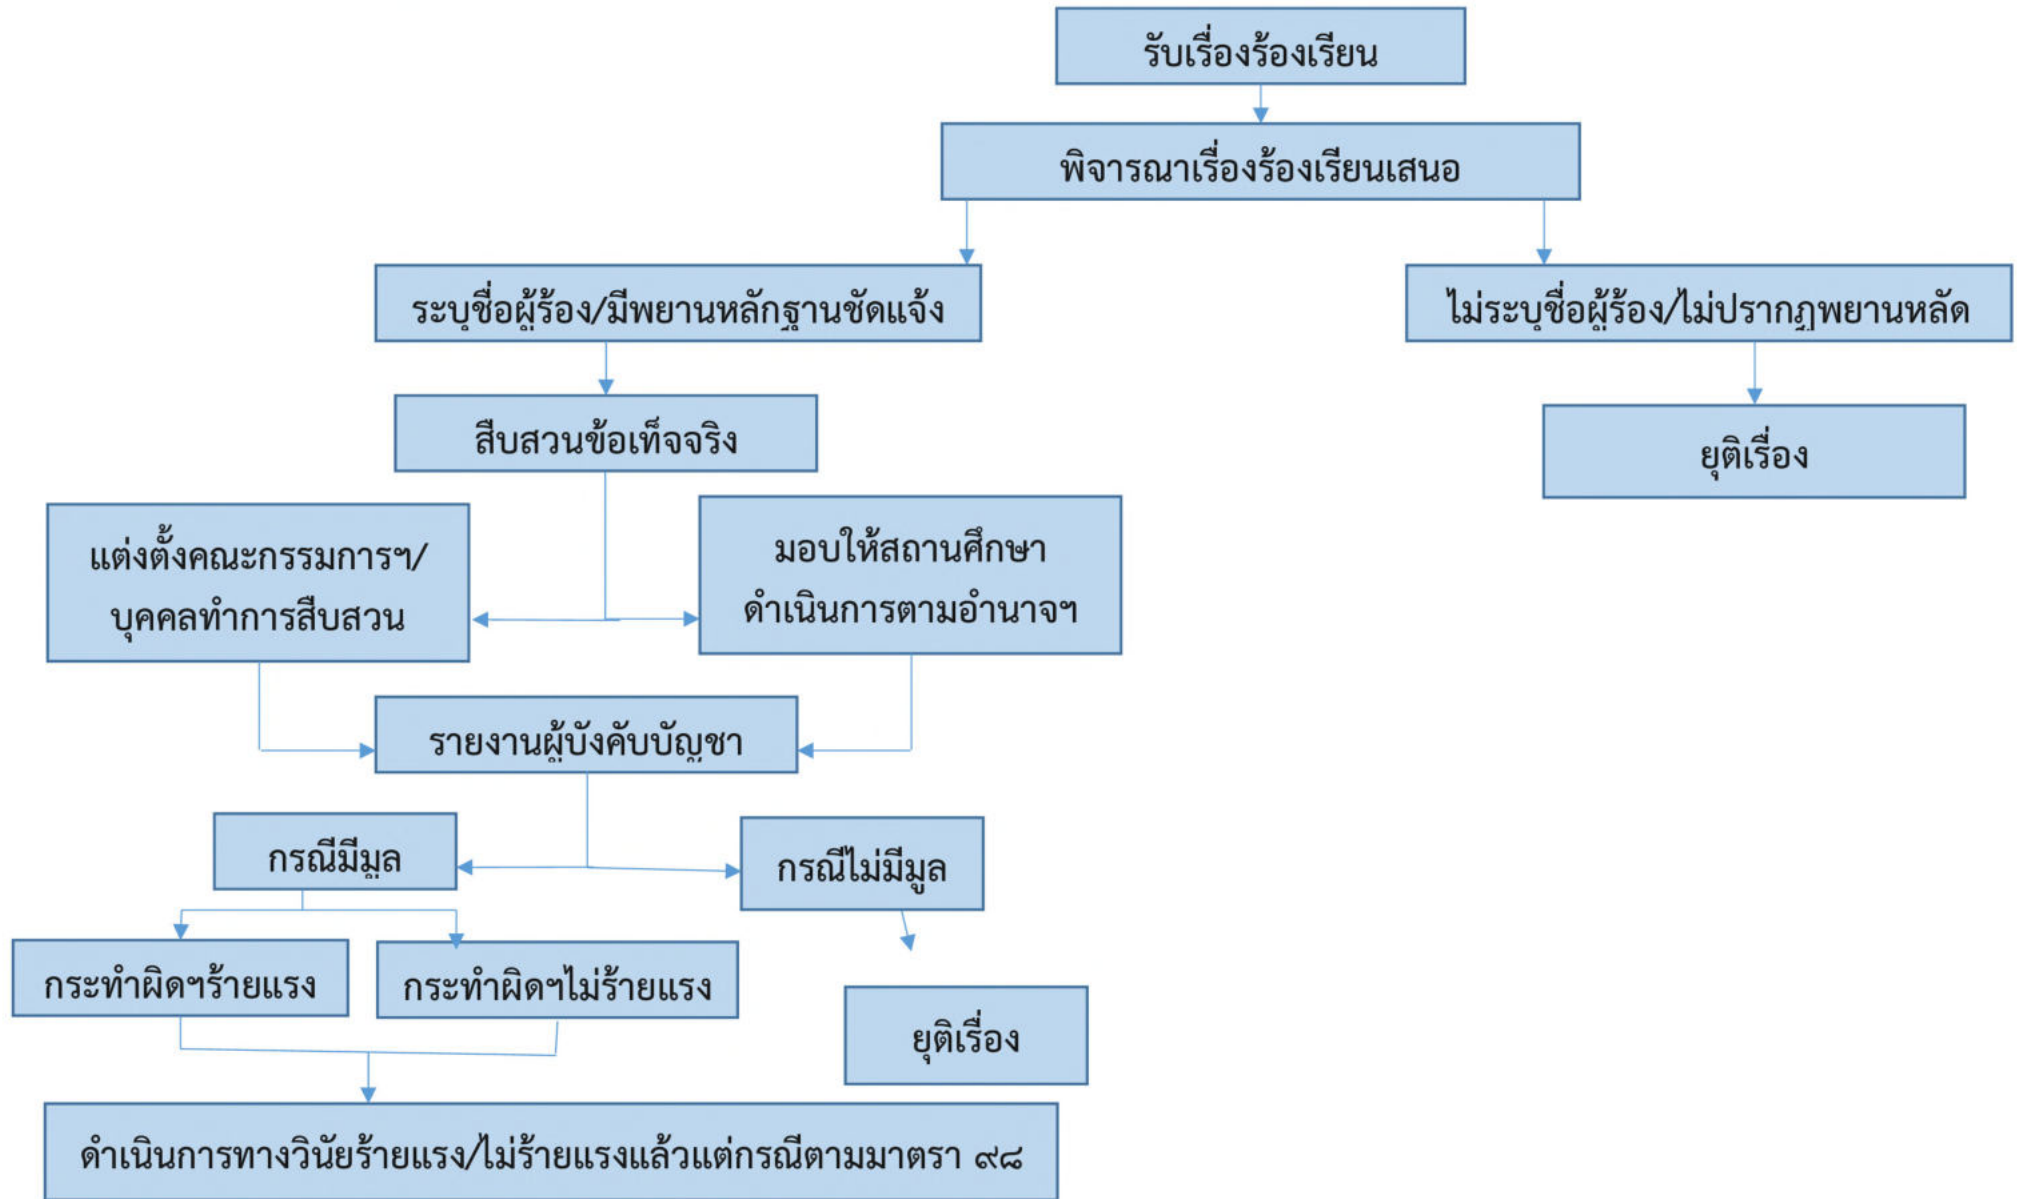 รับเรื่องร้องเรียน
พิจารณาเรื่องร้องเรียนเสนอ
ระบุชื่อผู้ร้อง/มีพยานหลักฐานชัดแจ้ง
ไม่ระบุชื่อผู้ร้อง/ไม่ปรากฏพยานหลัด
สืบสวนข้อเท็จจริง
ยุติเรื่อง
แต่งตั้งคณะกรรมการฯ/
บุคคลทำการสืบสวน
มอบให้สถานศึกษา
ดำเนินการตามอำนาจฯ
รายงานผู้บังคับบัญชา
กรณีมีมูล
กรณีไม่มีมูล
กระทำผิดฯร้ายแรง
กระทำผิดฯไม่ร้ายแรง
ยุติเรื่อง
ดำเนินการทางวินัยร้ายแรง/ไม่ร้ายแรงแล้วแต่กรณีตามมาตรา ๙๘